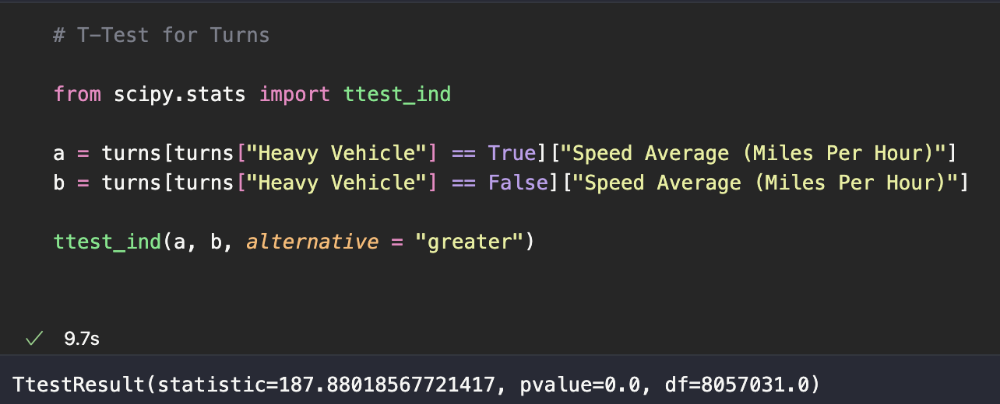 # T-Test for Turns
from scipy.stats import ttest_ind
a = turns[turns["Heavy Vehicle"] == True]["Speed Average (Miles Per Hour)"]
b = turns[turns["Heavy Vehicle"] == False]["Speed Average (Miles Per Hour)"]
ttest_ind(a, b, alternative = "greater")
9.7s
TtestResult(statistic=187.88018567721417, pvalue=0.0, df=8057031.0)